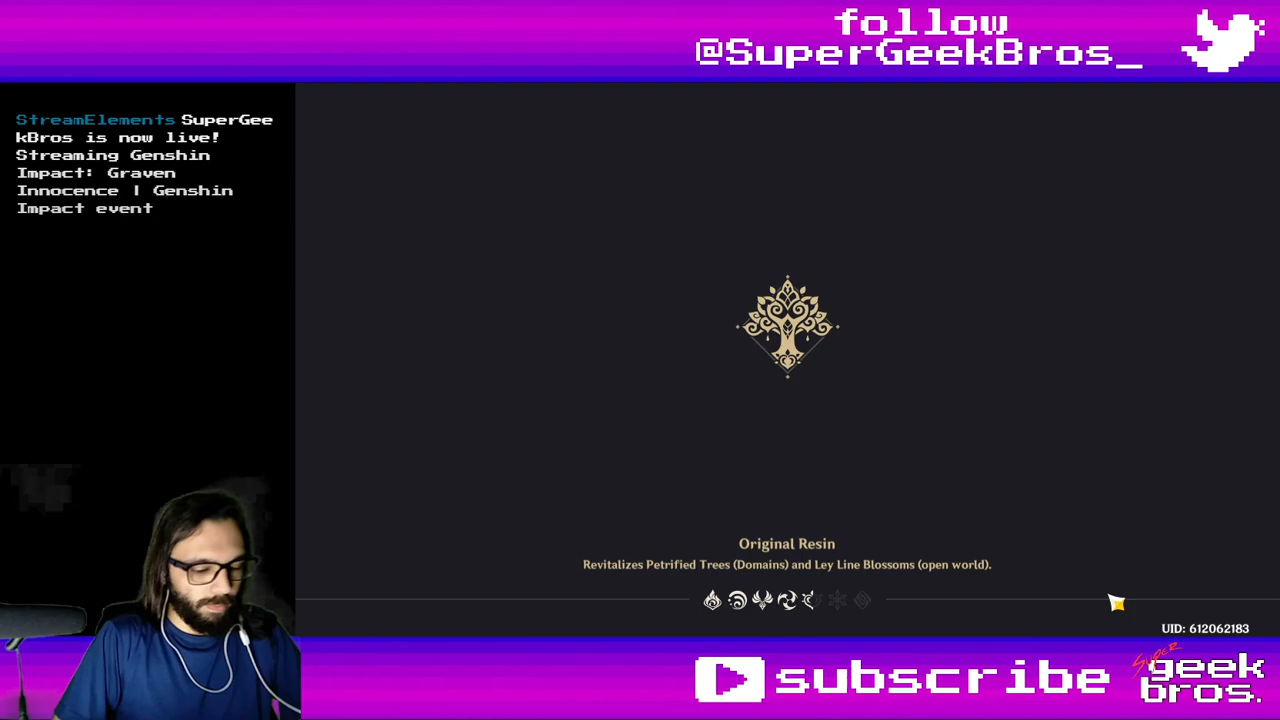 follow
@SuperGeekBros_
StreamElements SuperGee
kBros is now live!
Streaming Genshin
Impact: Graven
Innocence | Genshin
Impact event
Original Resin
Revitalizes Petrified Trees (Domains) and Ley Line Blossoms (open world).
UID: 612062183
subscribe
SUPER
geek
bros.